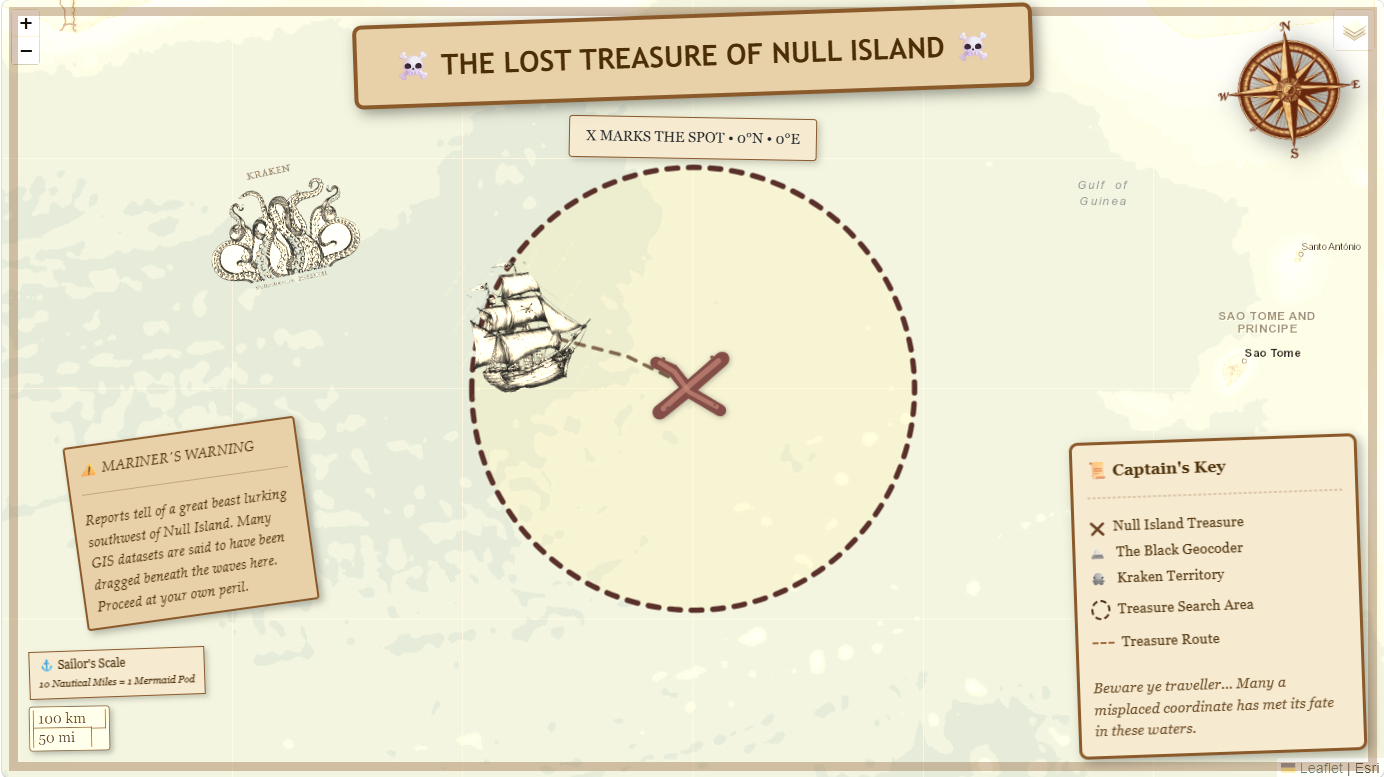 +
−
THE LOST TREASURE OF NULL ISLAND
X MARKS THE SPOT • 0°N • 0°E
N
W
E
S
KRAKEN
Gulf of
Guinea
Santo António
SAO TOME AND
PRINCIPE
Sao Tome
MARINER'S WARNING
Reports tell of a great beast lurking
southwest of Null Island. Many
GIS datasets are said to have been
dragged beneath the waves here.
Proceed at your own peril.
Sailor's Scale
10 Nautical Miles = 1 Mermaid Pod
100 km
50 mi
Captain's Key
Null Island Treasure
The Black Geocoder
Kraken Territory
Treasure Search Area
Treasure Route
Beware ye traveller... Many a
misplaced coordinate has met its fate
in these waters.
Leaflet | Esri